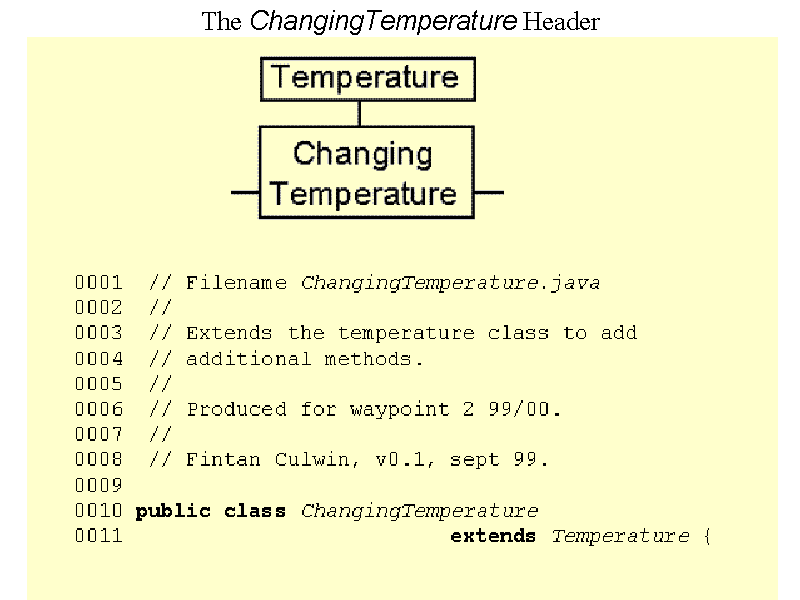 The ChangingTemperature Header
Temperature
Changing
Temperature
0001  // Filename ChangingTemperature.java
0002  //
0003  // Extends the temperature class to add
0004  // additional methods.
0005  //
0006  // Produced for waypoint 2 99/00.
0007  //
0008  // Fintan Culwin, v0.1, sept 99.
0009
0010 public class ChangingTemperature
0011                          extends Temperature {